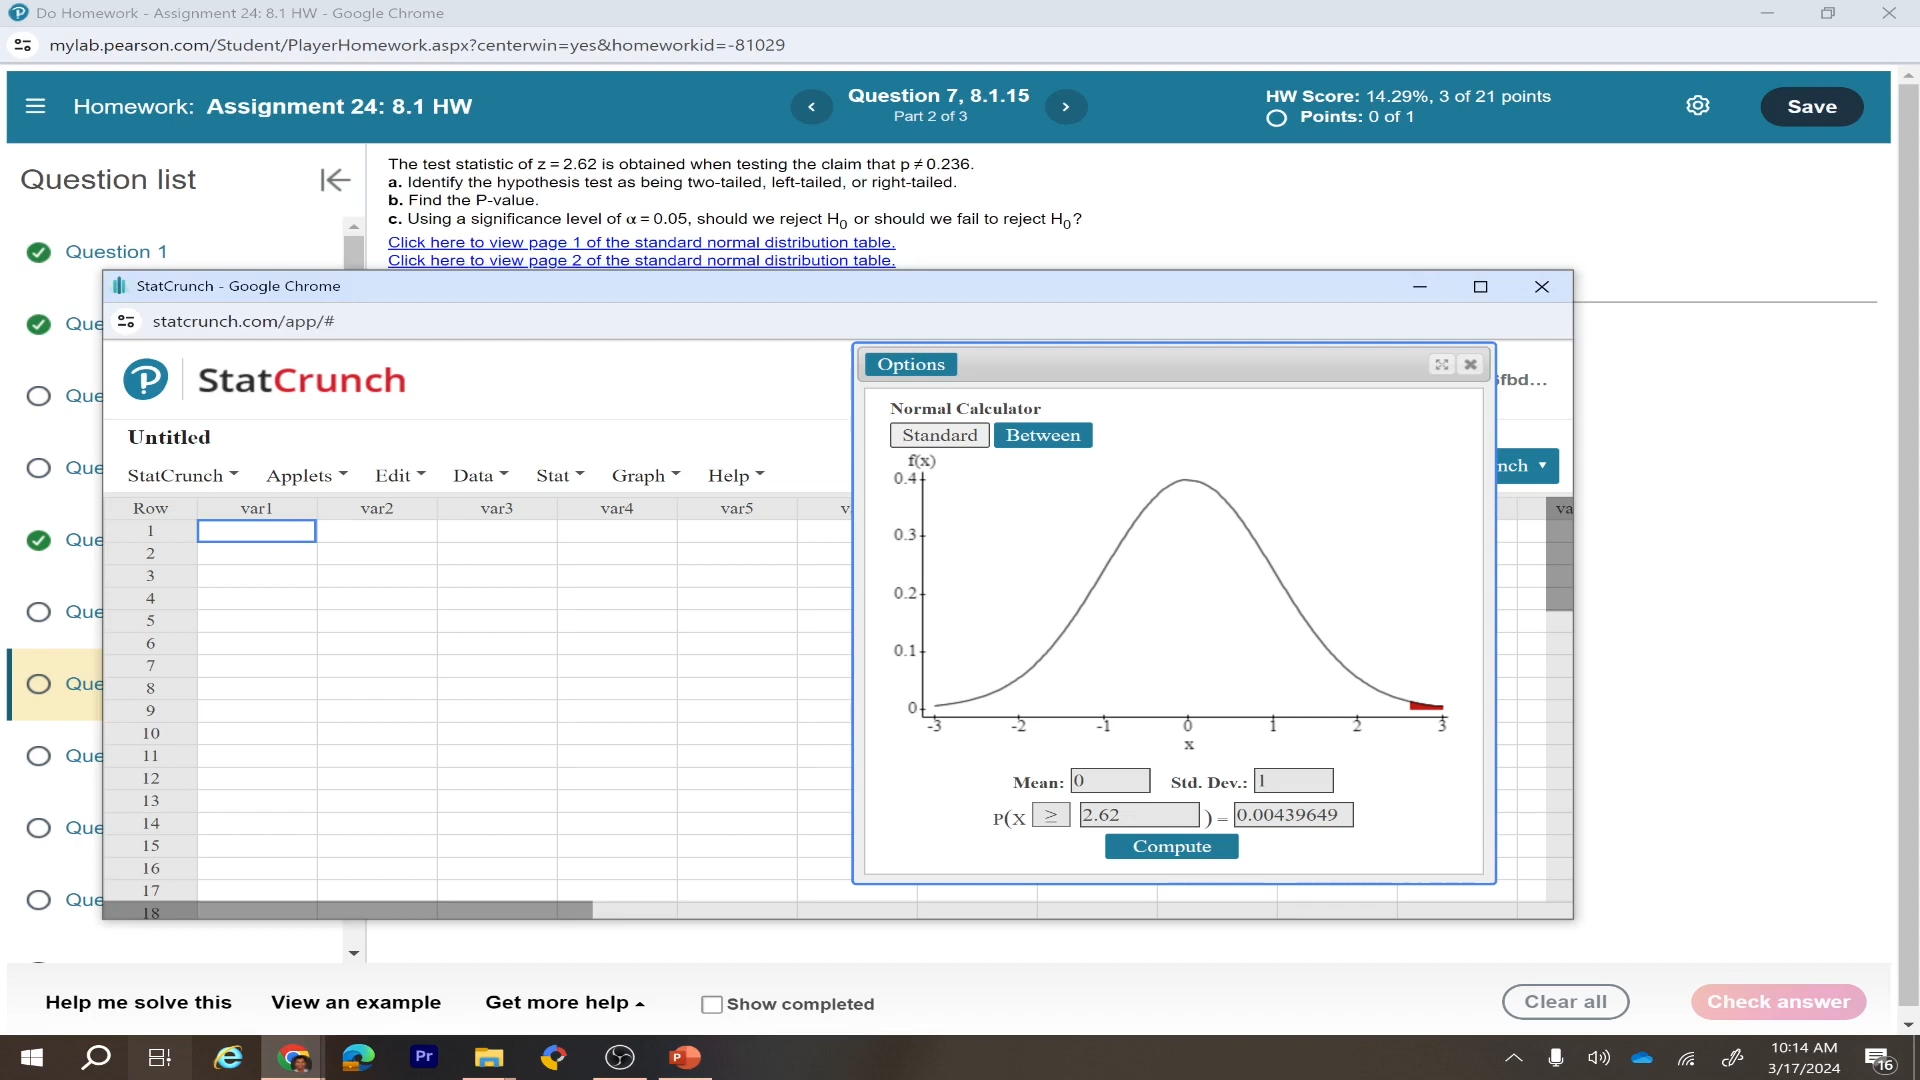 Do Homework - Assignment 24: 8.1 HW - Google Chrome
mylab.pearson.com/Student/PlayerHomework.aspx?centerwin=yes&homeworkid=-81029
Homework: Assignment 24: 8.1 HW
Question 7, 8.1.15
Part 2 of 3
HW Score: 14.29%, 3 of 21 points
Points: 0 of 1
Save
Question list
Question 1
Que
Que
Que
Que
Que
Que
Que
Que
Que
The test statistic of z = 2.62 is obtained when testing the claim that p ≠ 0.236.
a. Identify the hypothesis test as being two-tailed, left-tailed, or right-tailed.
b. Find the P-value.
c. Using a significance level of α = 0.05, should we reject H0 or should we fail to reject H0?
Click here to view page 1 of the standard normal distribution table.
Click here to view page 2 of the standard normal distribution table.
StatCrunch - Google Chrome
statcrunch.com/app/#
StatCrunch
fbd...
Untitled
StatCrunch Applets Edit Data Stat Graph Help
nch
Row var1 var2 var3 var4 var5 v
va
1
2
3
4
5
6
7
8
9
10
11
12
13
14
15
16
17
18
Options
Normal Calculator
Standard Between
f(x)
0.4
0.3
0.2
0.1
0
-3 -2 -1 0 1 2 3
x
Mean: 0 Std. Dev.: 1
P(X ≥ 2.62 ) = 0.00439649
Compute
Help me solve this View an example Get more help Show completed
Clear all Check answer
Pr
P
10:14 AM
3/17/2024
16